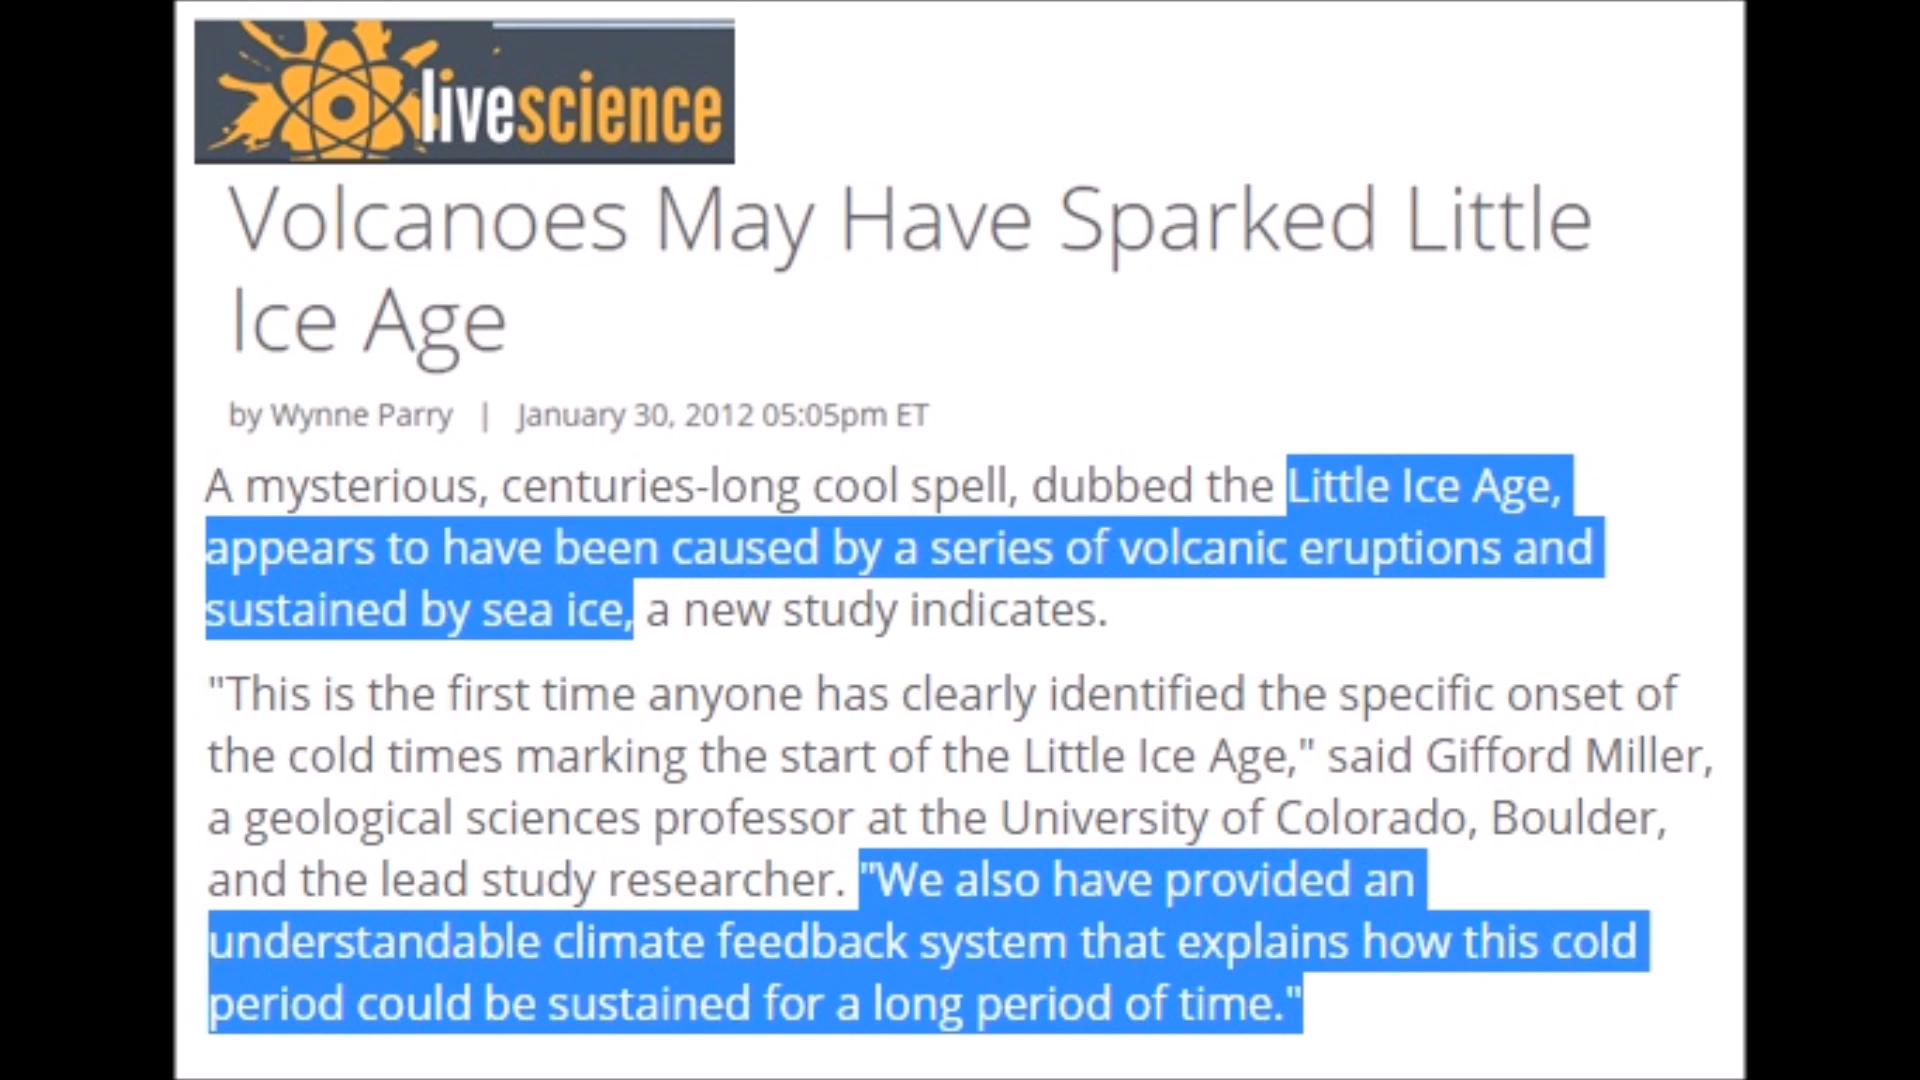 livescience
Volcanoes May Have Sparked Little
Ice Age
by Wynne Parry | January 30, 2012 05:05pm ET
A mysterious, centuries-long cool spell, dubbed the Little Ice Age,
appears to have been caused by a series of volcanic eruptions and
sustained by sea ice, a new study indicates.
"This is the first time anyone has clearly identified the specific onset of
the cold times marking the start of the Little Ice Age," said Gifford Miller,
a geological sciences professor at the University of Colorado, Boulder,
and the lead study researcher. "We also have provided an
understandable climate feedback system that explains how this cold
period could be sustained for a long period of time."